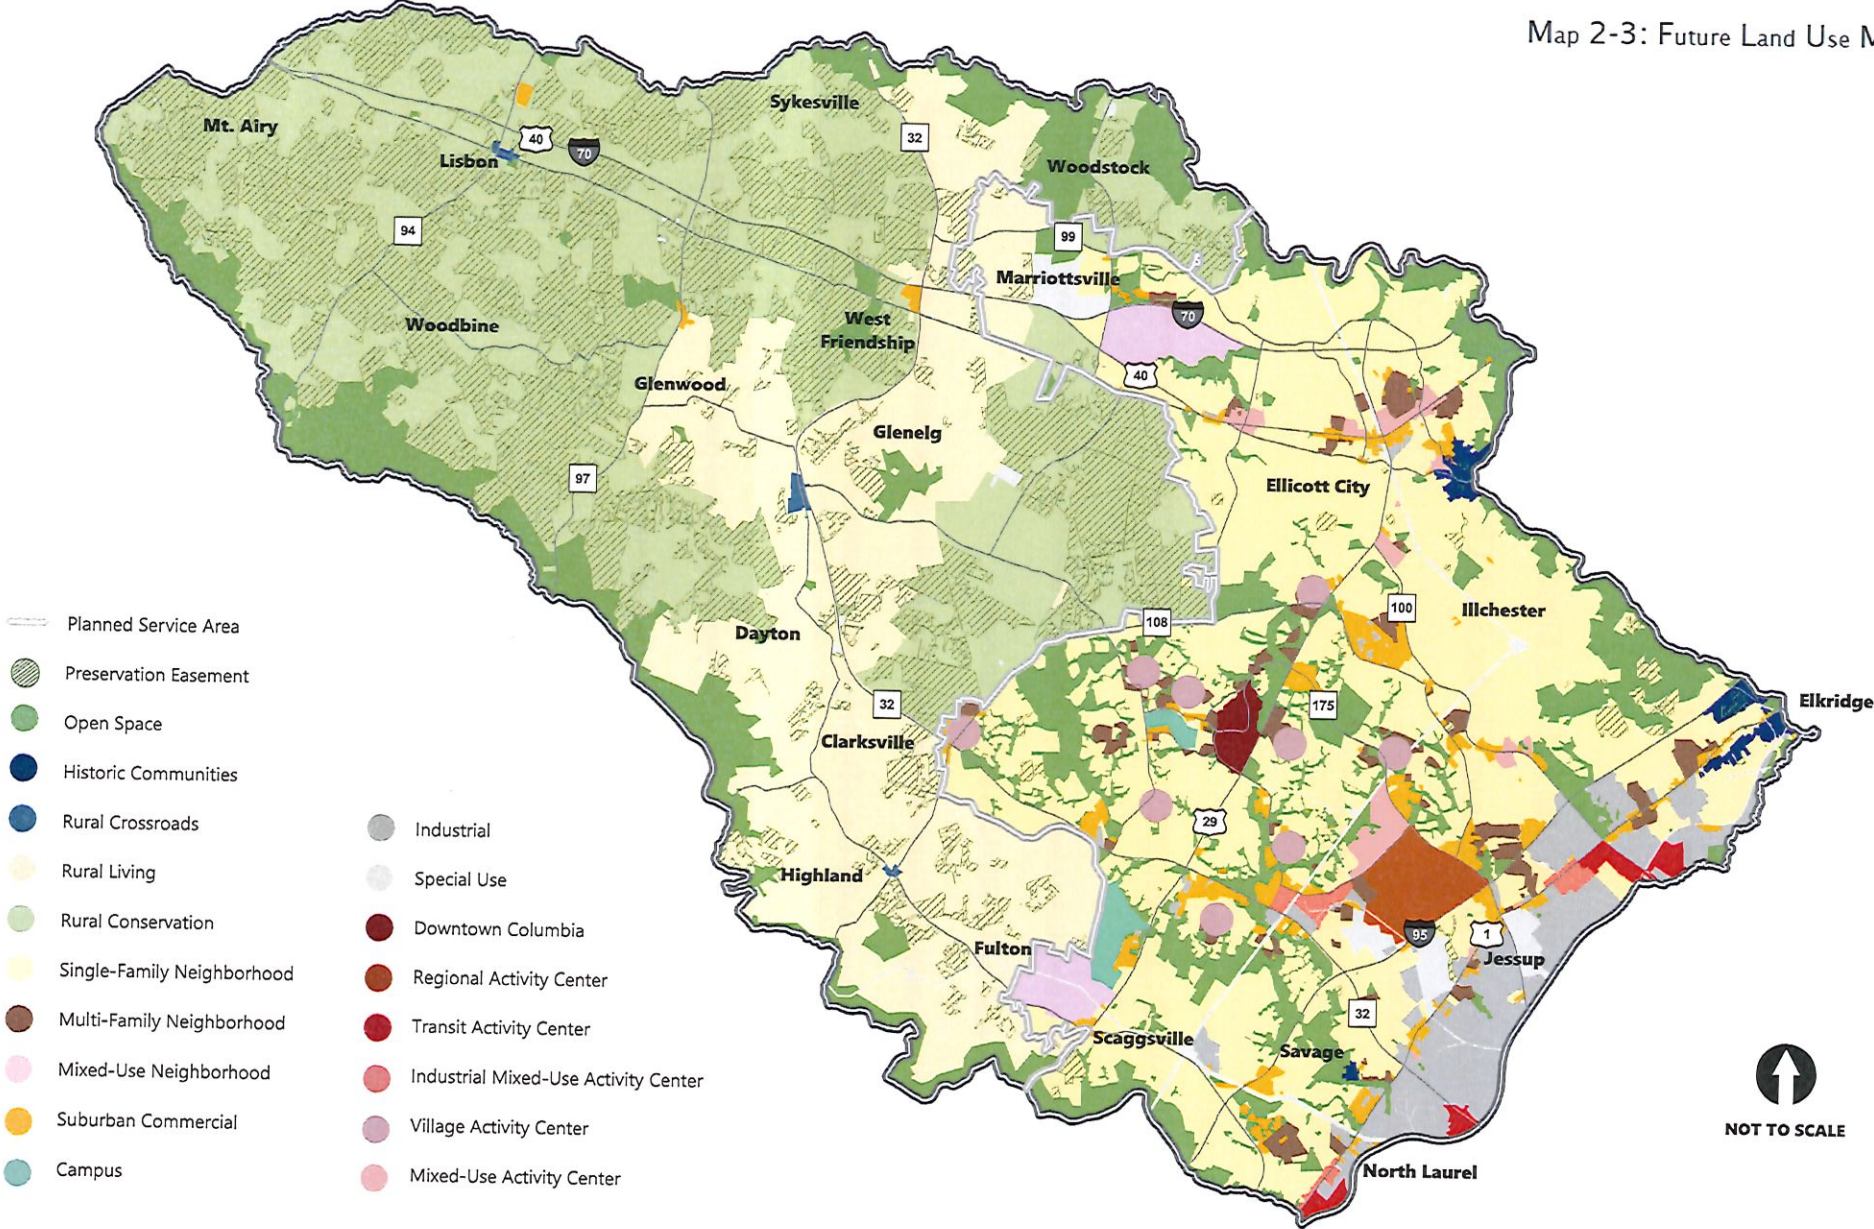 Map 2-3: Future Land Use M
Sykesville
Mt. Airy
32
40
70
Lisbon
Woodstock
94
99
Marriottsville
70
Woodbine
West
Friendship
40
Glenwood
Glenelg
97
Ellicott City
100
Illchester
108
Dayton
32
175
Elkridge
Clarksville
29
Highland
95
1
Fulton
Jessup
32
Scaggsville
Savage
North Laurel
Planned Service Area
Preservation Easement
Open Space
Historic Communities
Rural Crossroads
Rural Living
Rural Conservation
Single-Family Neighborhood
Multi-Family Neighborhood
Mixed-Use Neighborhood
Suburban Commercial
Campus
Industrial
Special Use
Downtown Columbia
Regional Activity Center
Transit Activity Center
Industrial Mixed-Use Activity Center
Village Activity Center
Mixed-Use Activity Center
NOT TO SCALE